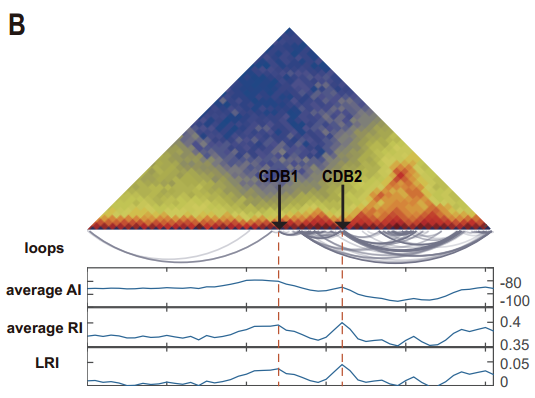 B
CDB1 CDB2
loops
average AI
-80
-100
average RI
0.4
0.35
LRI
0.05
0